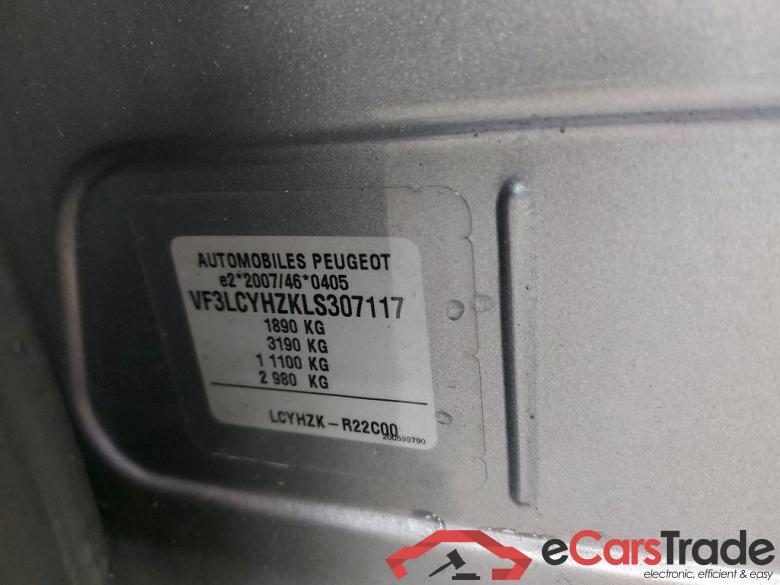 AUTOMOBILES PEUGEOT
e2*2007/46*0405
VF3LCYHZKLS307117
1890 KG
3190 KG
1 1100 KG
2 980 KG
LCYHZK - R22C00
200599790
eCarsTrade
electronic, efficient & easy